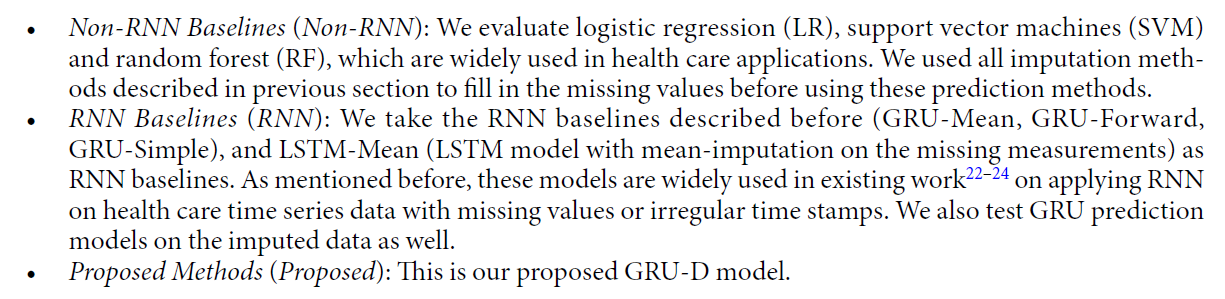 • Non-RNN Baselines (Non-RNN): We evaluate logistic regression (LR), support vector machines (SVM)
and random forest (RF), which are widely used in health care applications. We used all imputation meth-
ods described in previous section to fill in the missing values before using these prediction methods.
• RNN Baselines (RNN): We take the RNN baselines described before (GRU-Mean, GRU-Forward,
GRU-Simple), and LSTM-Mean (LSTM model with mean-imputation on the missing measurements) as
RNN baselines. As mentioned before, these models are widely used in existing work22–24 on applying RNN
on health care time series data with missing values or irregular time stamps. We also test GRU prediction
models on the imputed data as well.
• Proposed Methods (Proposed): This is our proposed GRU-D model.